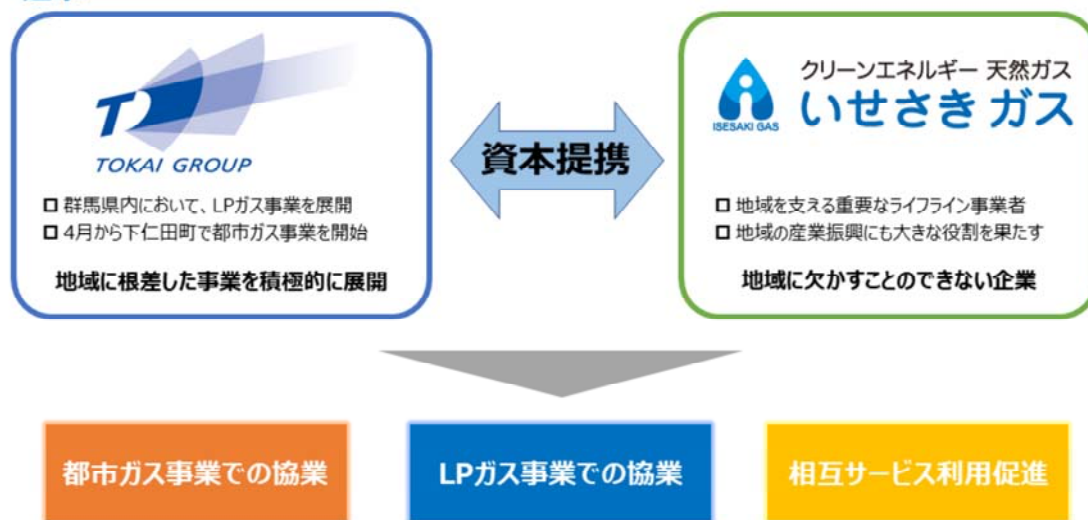 TOKAI GROUP
□ 群馬県内において、LPガス事業を展開
□ 4月から下仁田町で都市ガス事業を開始
地域に根差した事業を積極的に展開
資本提携
クリーンエネルギー 天然ガス
いせさき ガス
ISESAKI GAS
□ 地域を支える重要なライフライン事業者
□ 地域の産業振興にも大きな役割を果たす
地域に欠かすことのできない企業
都市ガス事業での協業
LPガス事業での協業
相互サービス利用促進